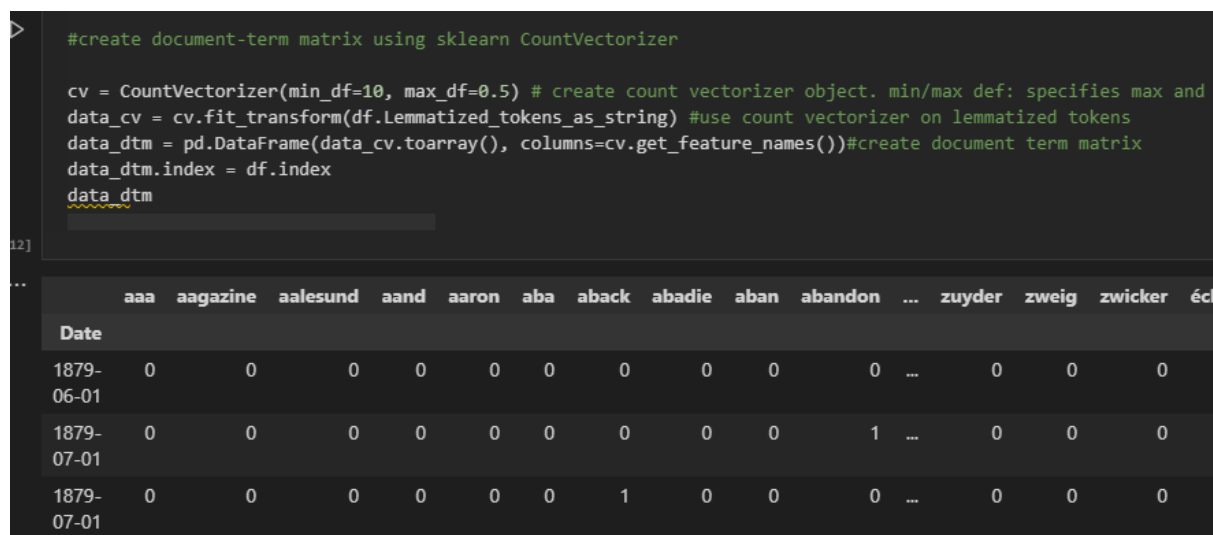 #create document-term matrix using sklearn CountVectorizer
cv = CountVectorizer(min_df=10, max_df=0.5) # create count vectorizer object. min/max def: specifies max and
data_cv = cv.fit_transform(df.Lemmatized_tokens_as_string) #use count vectorizer on lemmatized tokens
data_dtm = pd.DataFrame(data_cv.toarray(), columns=cv.get_feature_names())#create document term matrix
data_dtm.index = df.index
data_dtm
12]
...
aaa aagazine aalesund aand aaron aba aback abadie aban abandon ... zuyder zweig zwicker
Date
1879-06-01 0 0 0 0 0 0 0 0 0 0 ... 0 0 0
1879-07-01 0 0 0 0 0 0 0 0 0 1 ... 0 0 0
1879-07-01 0 0 0 0 0 0 1 0 0 0 ... 0 0 0